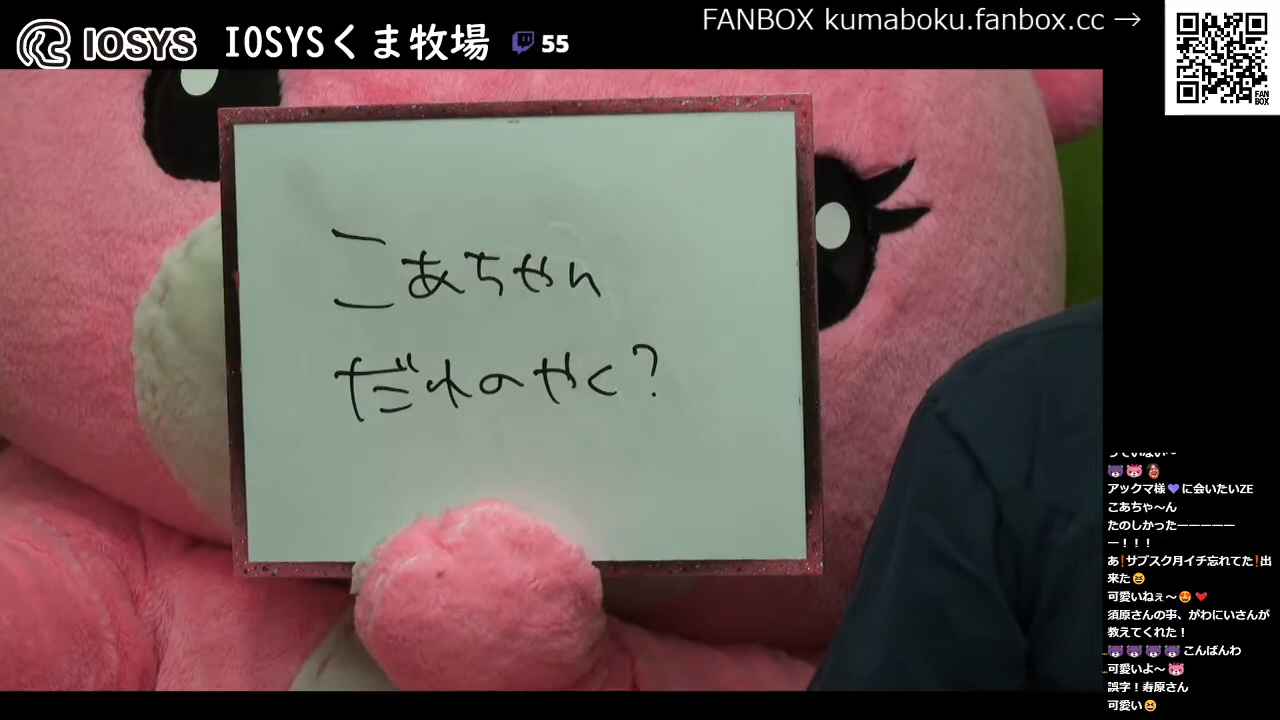 IOSYS IOSYSくま牧場 55
FANBOX kumaboku.fanbox.cc →
FAN
BOX
こあちゃん
だれのやく?
アックマ様💜に会いたいZE
こあちゃ〜ん
たのしかったーーーーー
ー!!!
あ❗サブスク月イチ忘れてた❗出
来た😆
可愛いねぇ〜😍❤
須原さんの事、がわにいさんが
教えてくれた!
こんばんわ
可愛いよ〜
誤字!寿原さん
可愛い😆